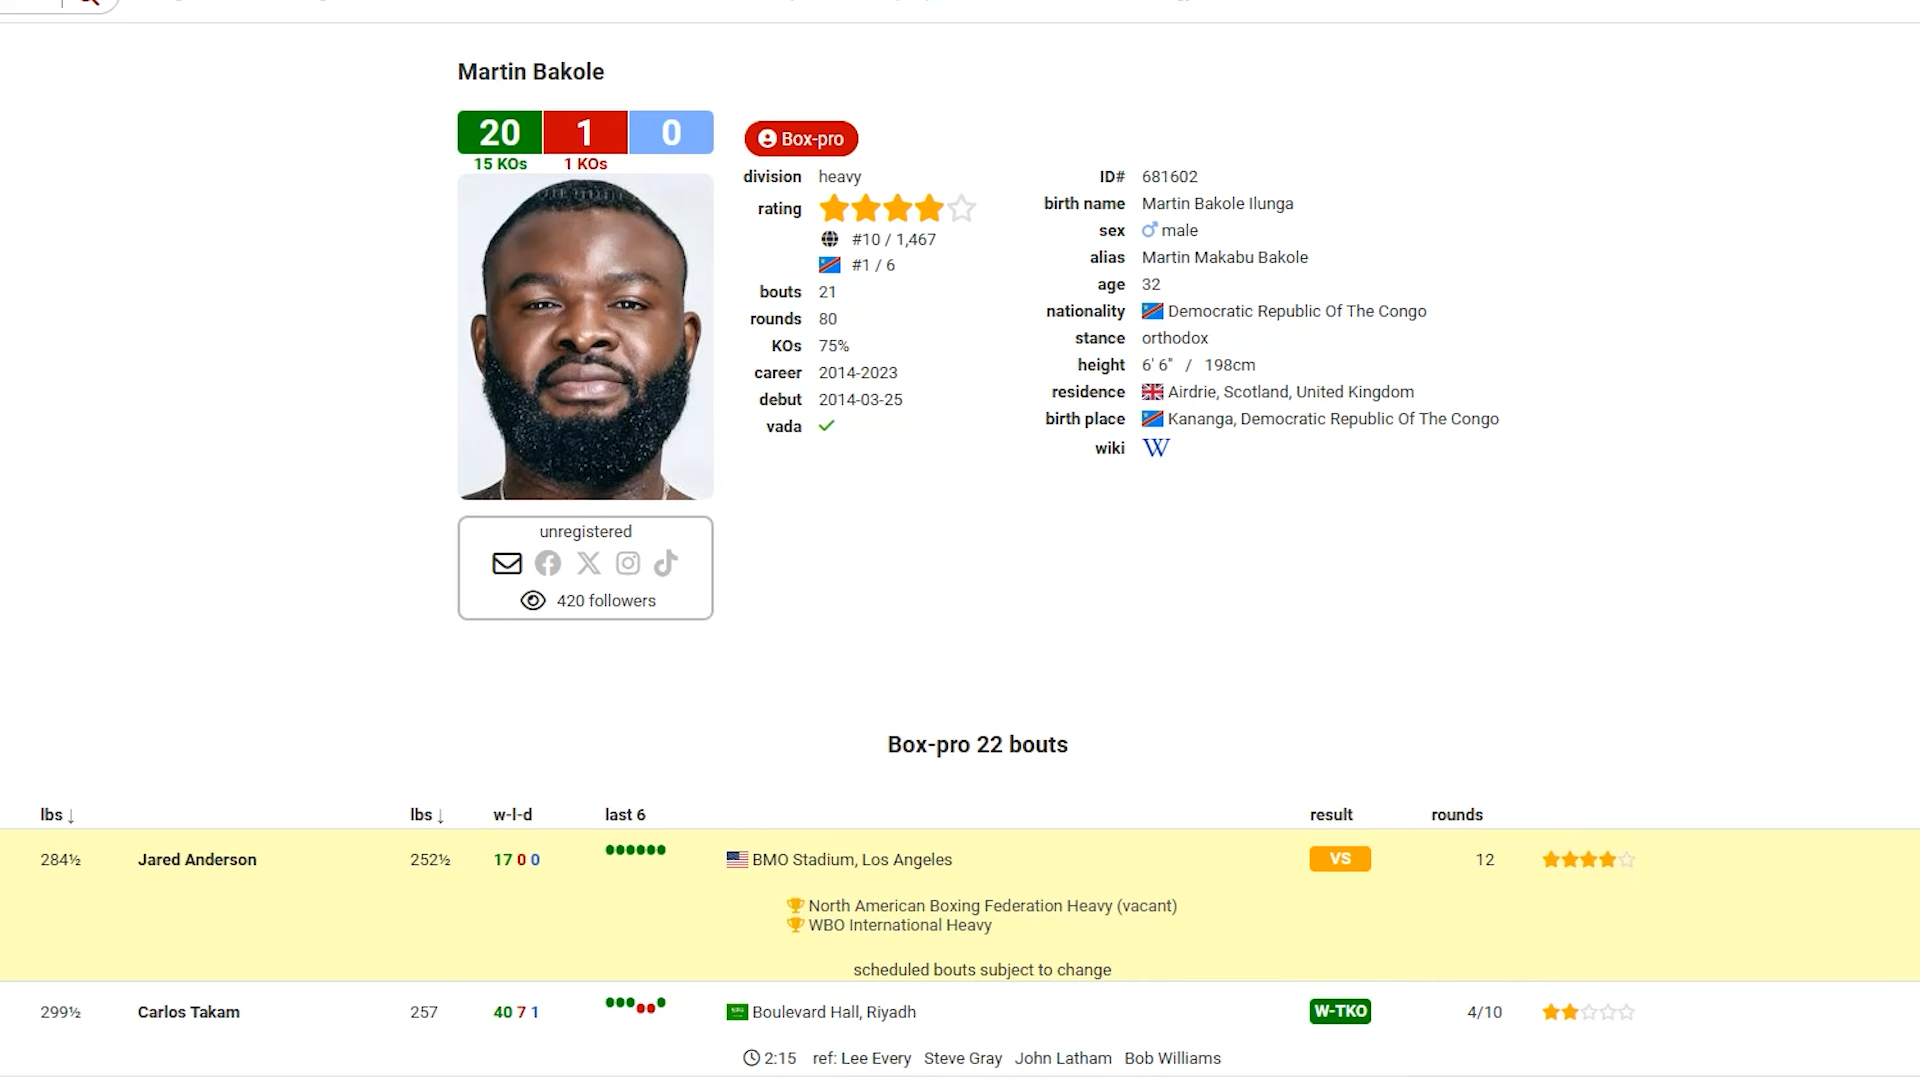 Martin Bakole
20 1 0
15 KOs 1 KOs
Box-pro
division heavy
rating
#10 / 1,467
#1 / 6
bouts 21
rounds 80
KOs 75%
career 2014-2023
debut 2014-03-25
vada
ID# 681602
birth name Martin Bakole Ilunga
sex male
alias Martin Makabu Bakole
age 32
nationality Democratic Republic Of The Congo
stance orthodox
height 6' 6" / 198cm
residence Airdrie, Scotland, United Kingdom
birth place Kananga, Democratic Republic Of The Congo
wiki W
unregistered
420 followers
Box-pro 22 bouts
lbs ↓ lbs ↓ w-l-d last 6 result rounds
284½ Jared Anderson 252½ 17 0 0 BMO Stadium, Los Angeles VS 12
North American Boxing Federation Heavy (vacant)
WBO International Heavy
scheduled bouts subject to change
299½ Carlos Takam 257 40 7 1 Boulevard Hall, Riyadh W-TKO 4/10
2:15 ref: Lee Every Steve Gray John Latham Bob Williams